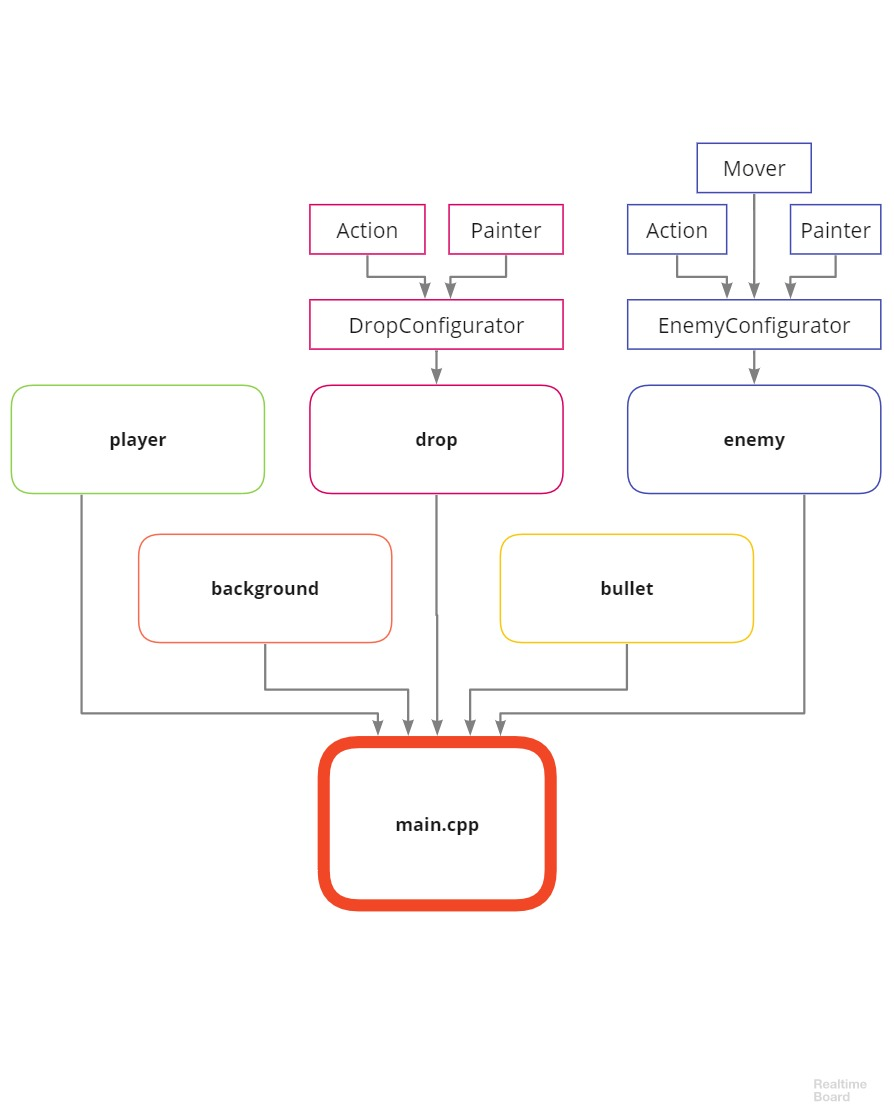 Mover
Action
Painter
Action
Painter
DropConfigurator
EnemyConfigurator
player
drop
enemy
background
bullet
main.cpp
Realtime
Board